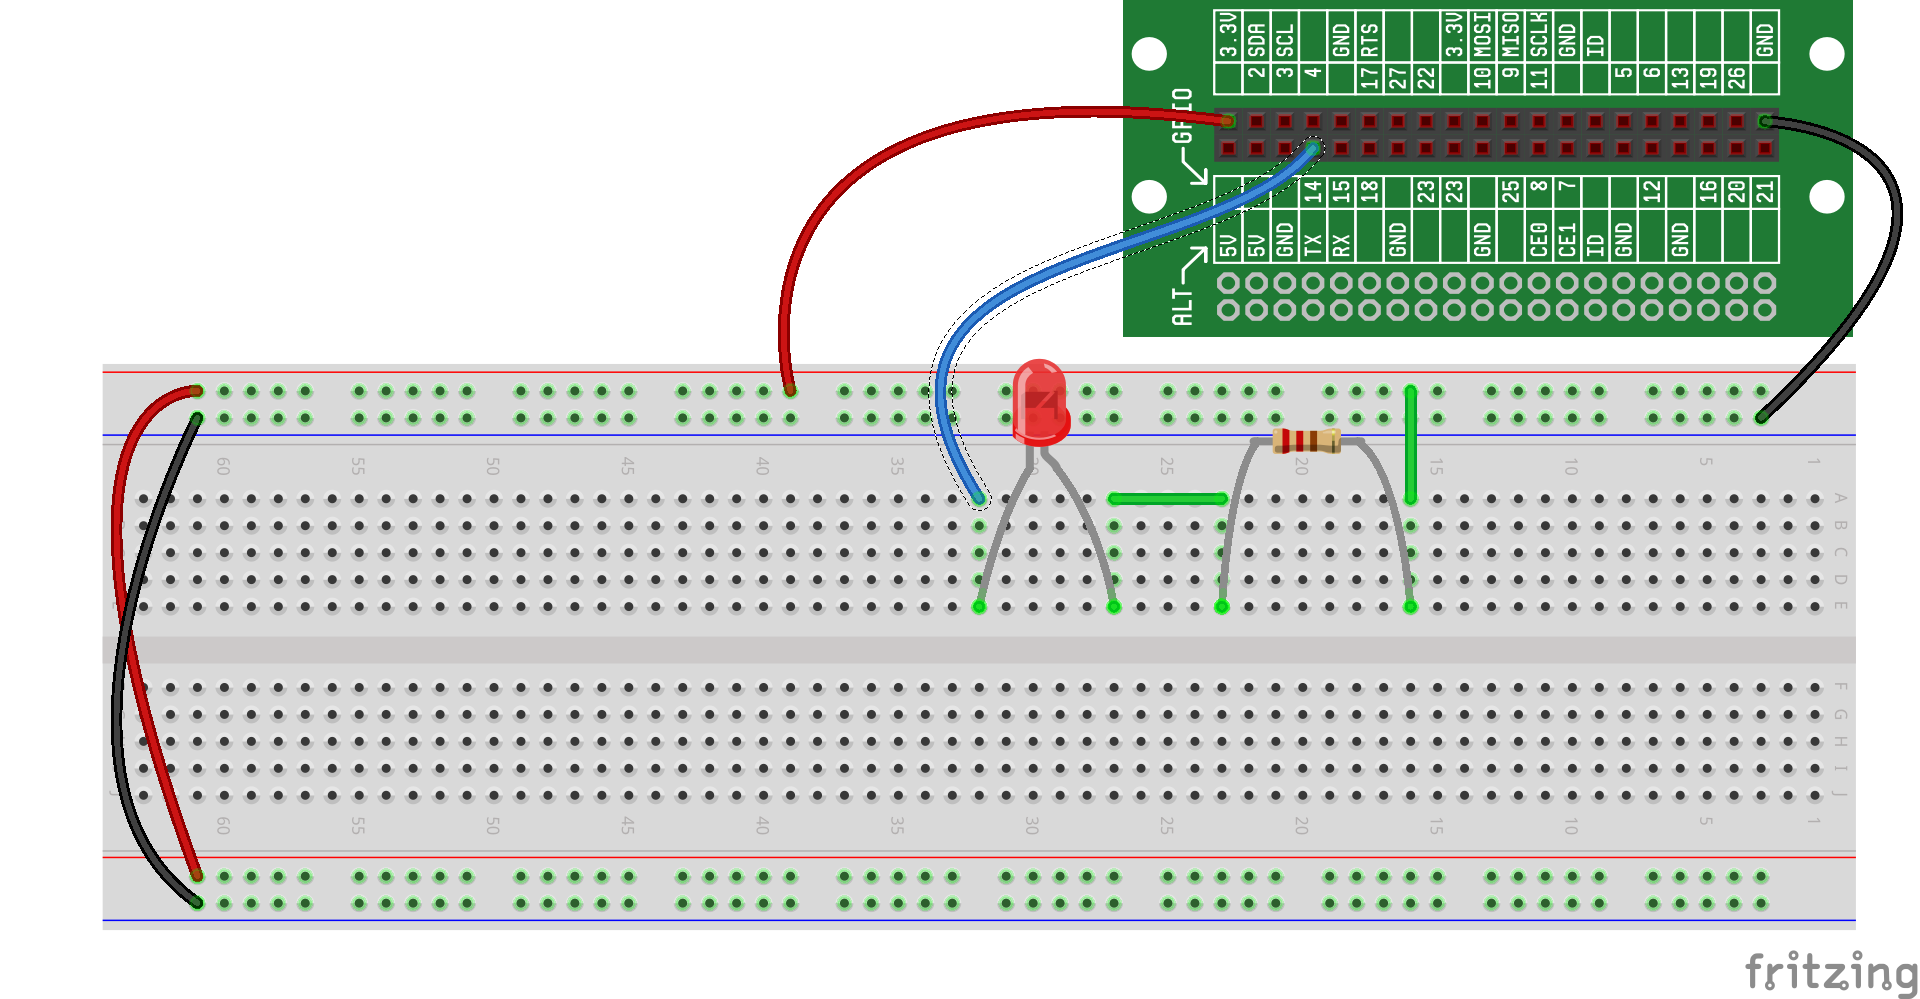 3.3V SDA SCL GND RTS 3.3V MOSI MISO SCLK GND ID GND
2 3 4 17 27 22 10 9 11 5 6 13 19 26
GPIO
14 15 18 23 23 25 8 7 12 16 20 21
5V 5V GND TX RX GND GND CE0 CE1 ID GND GND
ALT
60 55 50 45 40 35 30 25 20 15 10 5 1
A
B
C
D
E
F
G
H
I
J
60 55 50 45 40 35 30 25 20 15 10 5 1
fritzing